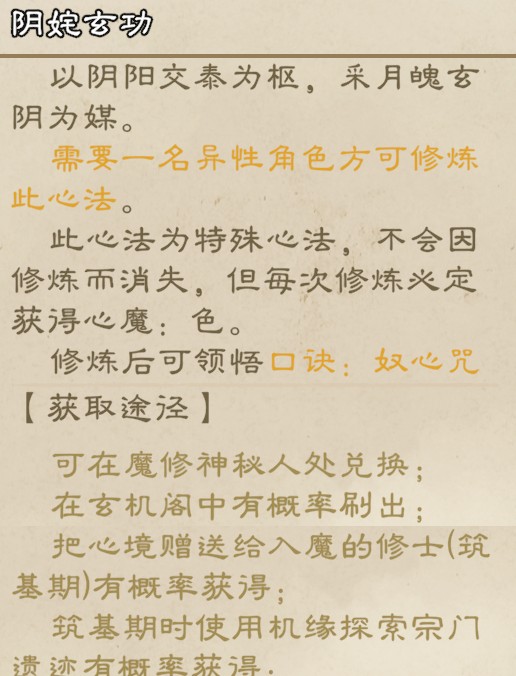 阴姹玄功
以阴阳交泰为枢，采月魄玄
阴为媒。
需要一名异性角色方可修炼
此心法。
此心法为特殊心法，不会因
修炼而消失，但每次修炼必定
获得心魔：色。
修炼后可领悟口诀：奴心咒
【获取途径】
可在魔修神秘人处兑换；
在玄机阁中有概率刷出；
把心境赠送给入魔的修士(筑
基期)有概率获得；
筑基期时使用机缘探索宗门
遗迹有概率获得；